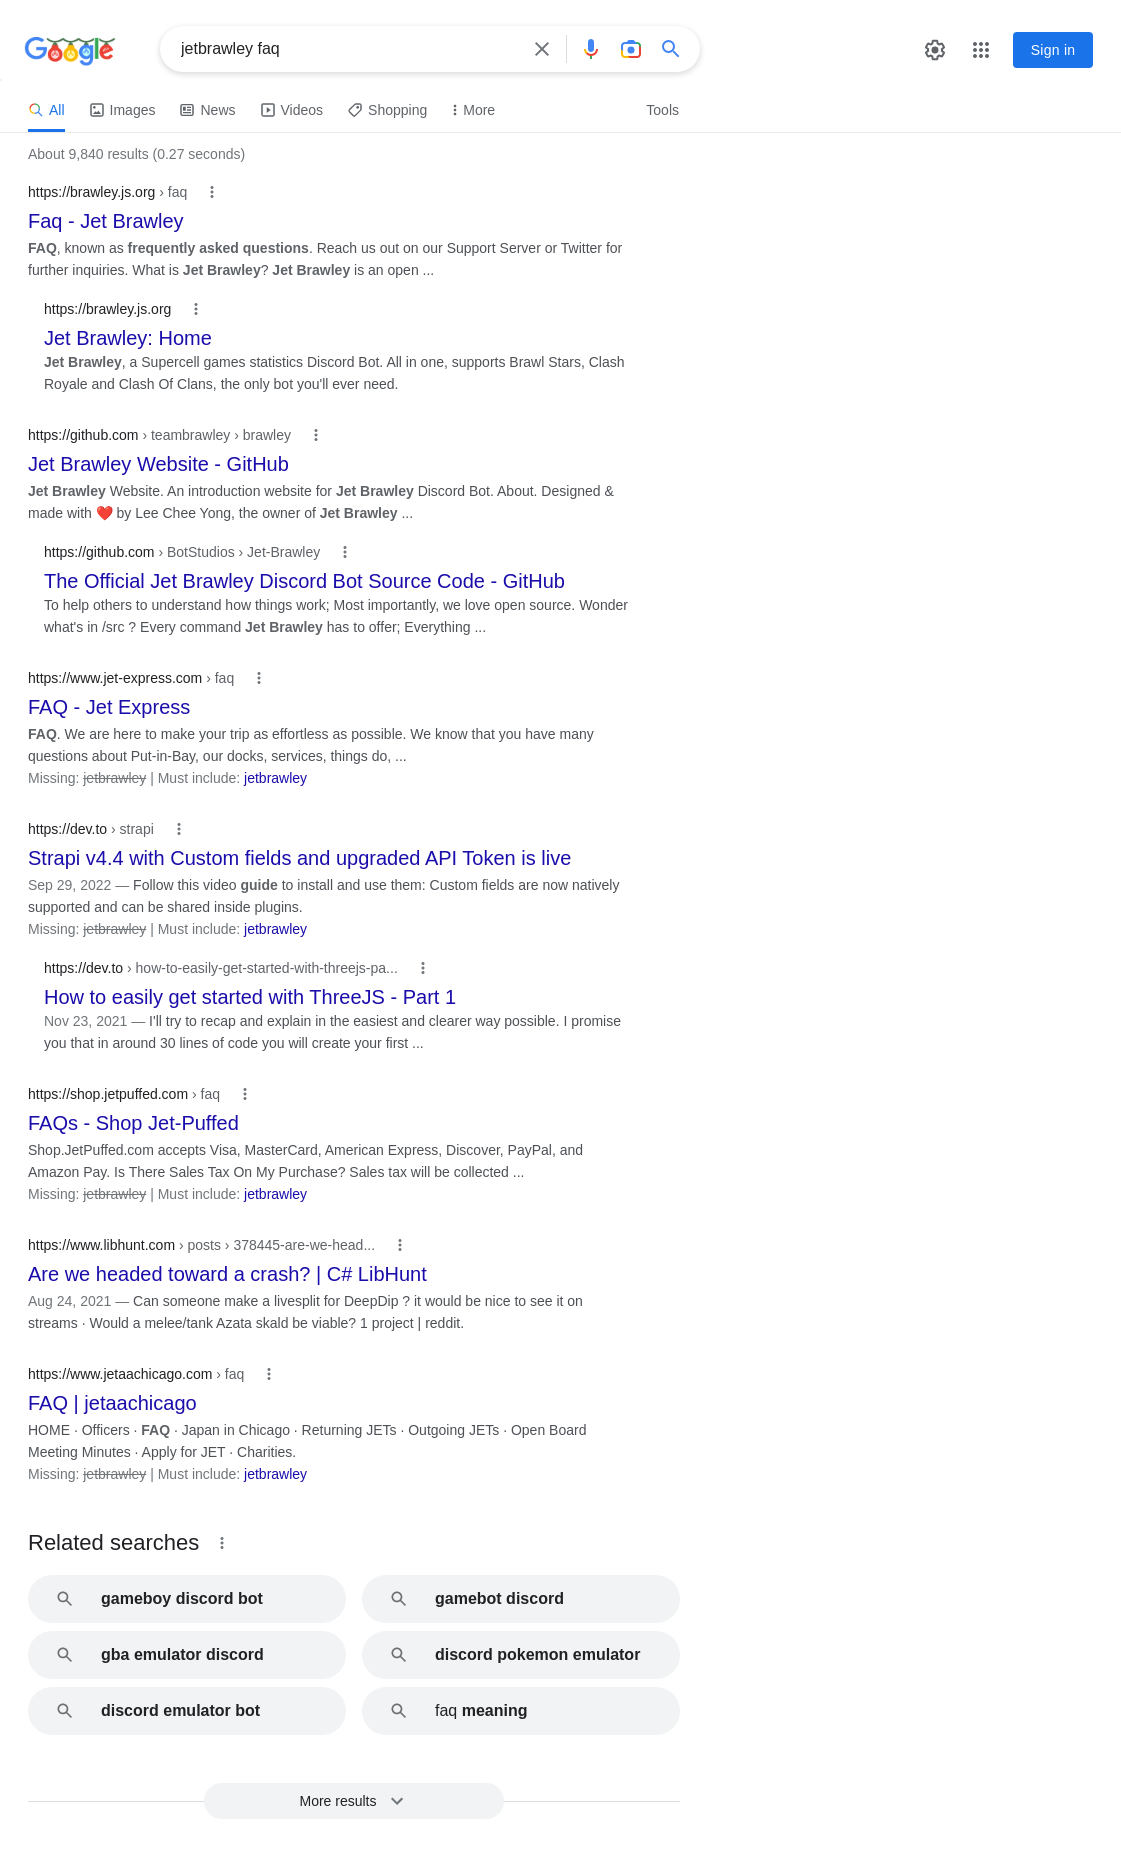 Google
jetbrawley faq
Sign in
All
Images
News
Videos
Shopping
More
Tools
About 9,840 results (0.27 seconds)
https://brawley.js.org › faq
Faq - Jet Brawley
FAQ, known as frequently asked questions. Reach us out on our Support Server or Twitter for
further inquiries. What is Jet Brawley? Jet Brawley is an open ...
https://brawley.js.org
Jet Brawley: Home
Jet Brawley, a Supercell games statistics Discord Bot. All in one, supports Brawl Stars, Clash
Royale and Clash Of Clans, the only bot you'll ever need.
https://github.com › teambrawley › brawley
Jet Brawley Website - GitHub
Jet Brawley Website. An introduction website for Jet Brawley Discord Bot. About. Designed &
made with ❤️ by Lee Chee Yong, the owner of Jet Brawley ...
https://github.com › BotStudios › Jet-Brawley
The Official Jet Brawley Discord Bot Source Code - GitHub
To help others to understand how things work; Most importantly, we love open source. Wonder
what's in /src ? Every command Jet Brawley has to offer; Everything ...
https://www.jet-express.com › faq
FAQ - Jet Express
FAQ. We are here to make your trip as effortless as possible. We know that you have many
questions about Put-in-Bay, our docks, services, things do, ...
Missing: jetbrawley | Must include: jetbrawley
https://dev.to › strapi
Strapi v4.4 with Custom fields and upgraded API Token is live
Sep 29, 2022 — Follow this video guide to install and use them: Custom fields are now natively
supported and can be shared inside plugins.
Missing: jetbrawley | Must include: jetbrawley
https://dev.to › how-to-easily-get-started-with-threejs-pa...
How to easily get started with ThreeJS - Part 1
Nov 23, 2021 — I'll try to recap and explain in the easiest and clearer way possible. I promise
you that in around 30 lines of code you will create your first ...
https://shop.jetpuffed.com › faq
FAQs - Shop Jet-Puffed
Shop.JetPuffed.com accepts Visa, MasterCard, American Express, Discover, PayPal, and
Amazon Pay. Is There Sales Tax On My Purchase? Sales tax will be collected ...
Missing: jetbrawley | Must include: jetbrawley
https://www.libhunt.com › posts › 378445-are-we-head...
Are we headed toward a crash? | C# LibHunt
Aug 24, 2021 — Can someone make a livesplit for DeepDip ? it would be nice to see it on
streams · Would a melee/tank Azata skald be viable? 1 project | reddit.
https://www.jetaachicago.com › faq
FAQ | jetaachicago
HOME · Officers · FAQ · Japan in Chicago · Returning JETs · Outgoing JETs · Open Board
Meeting Minutes · Apply for JET · Charities.
Missing: jetbrawley | Must include: jetbrawley
Related searches
gameboy discord bot
gamebot discord
gba emulator discord
discord pokemon emulator
discord emulator bot
faq meaning
More results